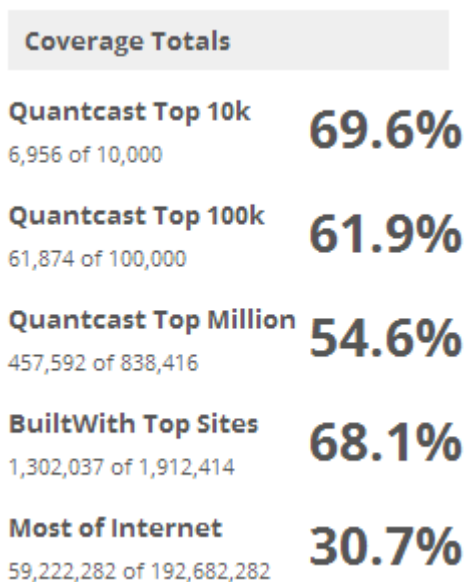 Coverage Totals
Quantcast Top 10k
6,956 of 10,000
69.6%
Quantcast Top 100k
61,874 of 100,000
61.9%
Quantcast Top Million
457,592 of 838,416
54.6%
BuiltWith Top Sites
1,302,037 of 1,912,414
68.1%
Most of Internet
59,222,282 of 192,682,282
30.7%